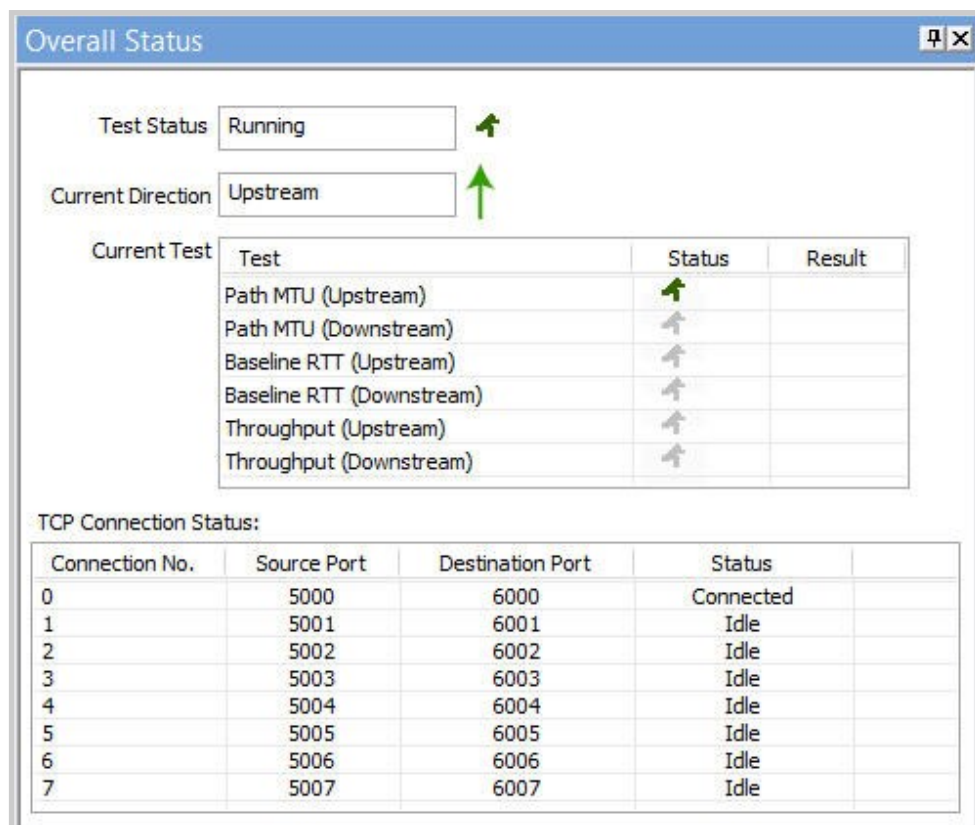 Overall Status
Test Status Running
Current Direction Upstream
Current Test Test Status Result
Path MTU (Upstream)
Path MTU (Downstream)
Baseline RTT (Upstream)
Baseline RTT (Downstream)
Throughput (Upstream)
Throughput (Downstream)
TCP Connection Status:
Connection No. Source Port Destination Port Status
0 5000 6000 Connected
1 5001 6001 Idle
2 5002 6002 Idle
3 5003 6003 Idle
4 5004 6004 Idle
5 5005 6005 Idle
6 5006 6006 Idle
7 5007 6007 Idle